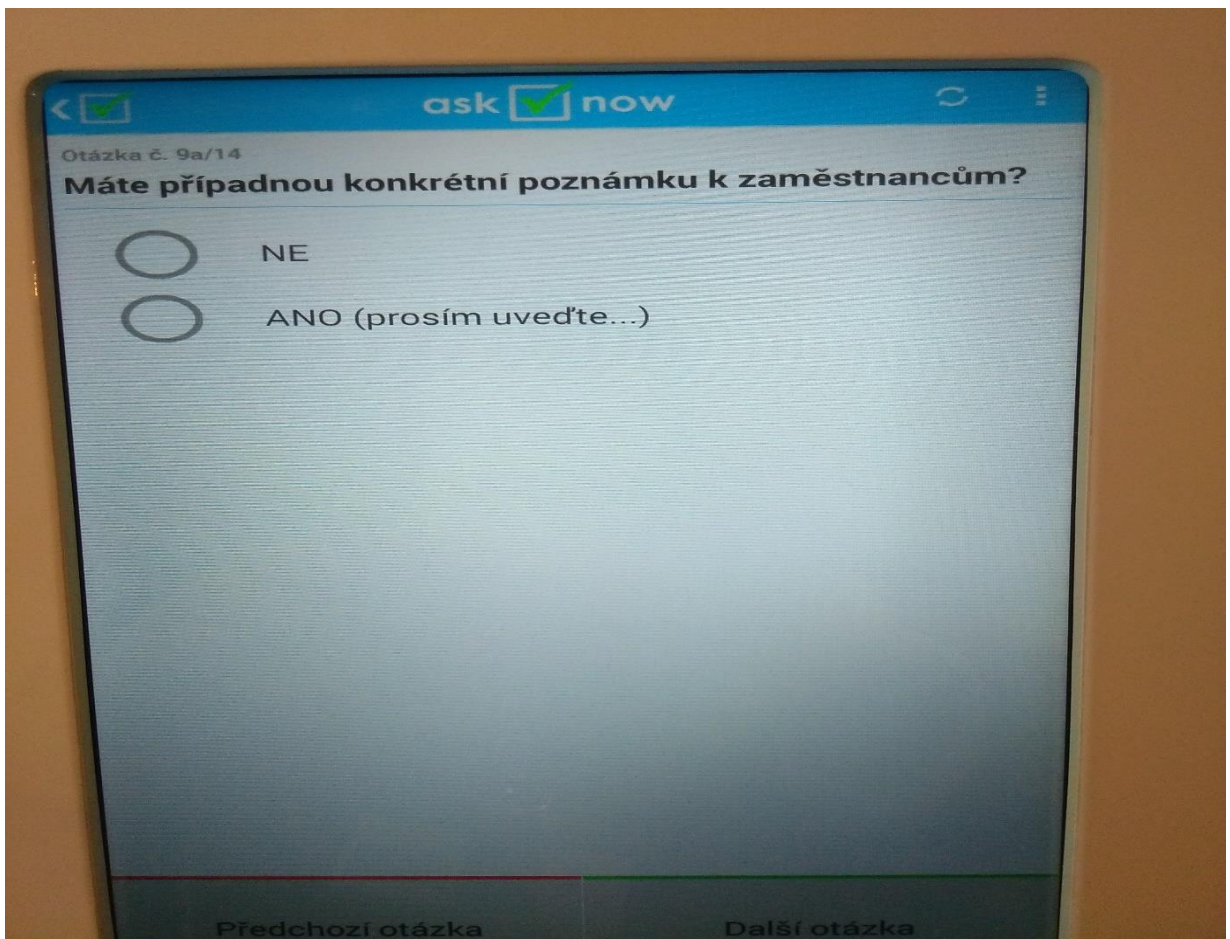 ask now
Otázka č. 9a/14
Máte případnou konkrétní poznámku k zaměstnancům?
NE
ANO (prosím uveďte...)
Předchozí otázka
Další otázka